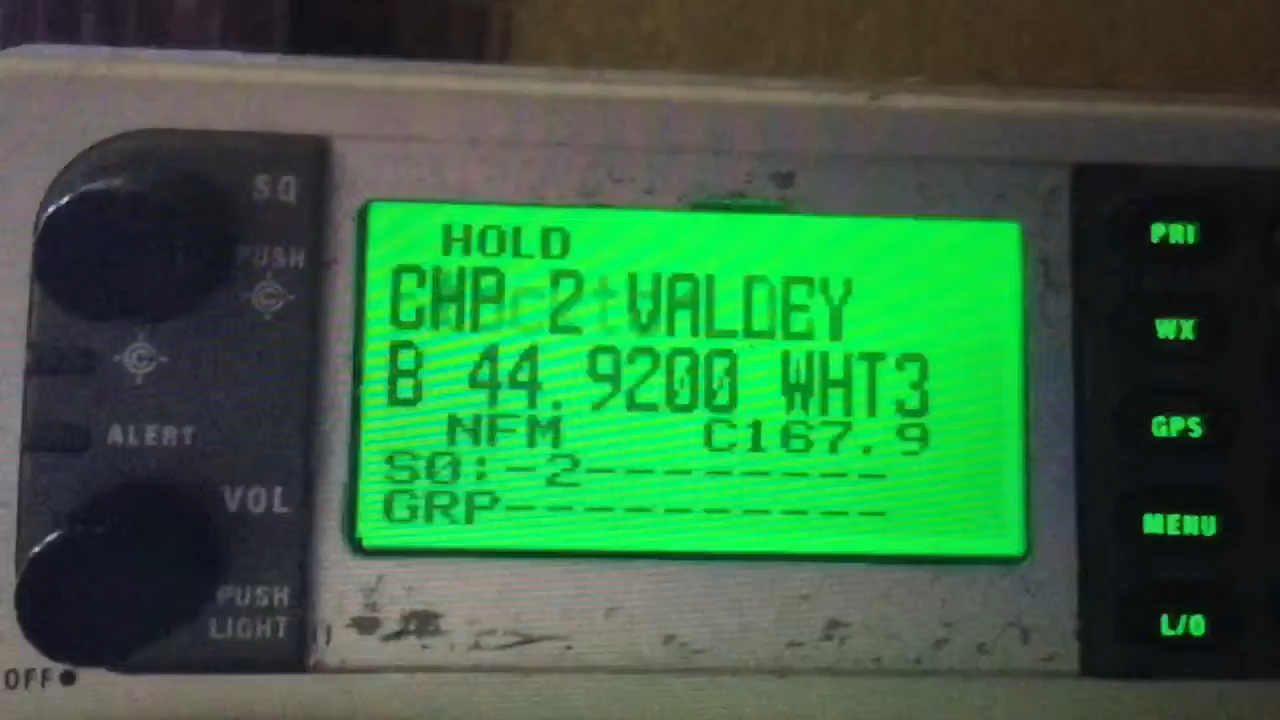 SQ
PUSH
ALERT
VOL
PUSH
LIGHT
OFF
HOLD
CHP 2 VALDEY
B 44.9200 WHT3
NFM C167.9
S0:-2---------
GRP-----------
PRI
WX
GPS
MENU
L/O